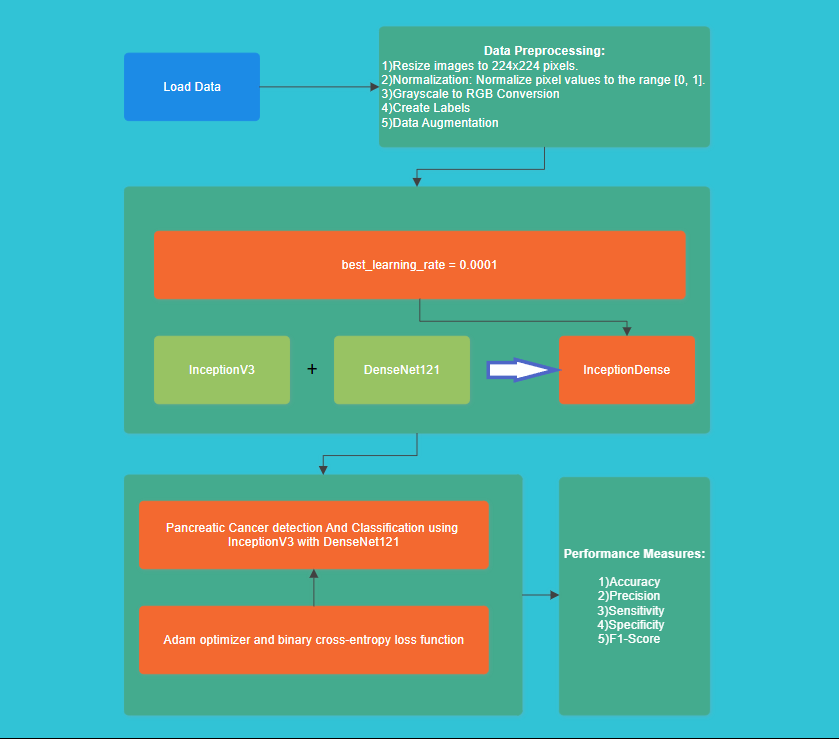 Load Data
Data Preprocessing:
1)Resize images to 224x224 pixels.
2)Normalization: Normalize pixel values to the range [0, 1].
3)Grayscale to RGB Conversion
4)Create Labels
5)Data Augmentation
best_learning_rate = 0.0001
InceptionV3
+
DenseNet121
InceptionDense
Pancreatic Cancer detection And Classification using
InceptionV3 with DenseNet121
Adam optimizer and binary cross-entropy loss function
Performance Measures:
1)Accuracy
2)Precision
3)Sensitivity
4)Specificity
5)F1-Score